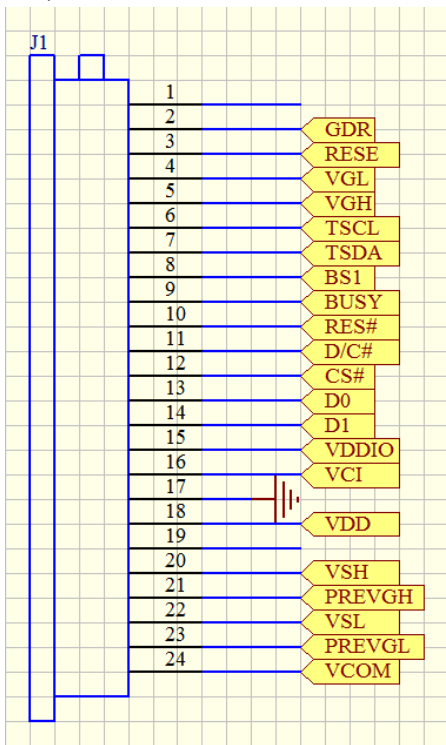 J1
1
2 GDR
3 RESE
4 VGL
5 VGH
6 TSCL
7 TSDA
8 BS1
9 BUSY
10 RES#
11 D/C#
12 CS#
13 D0
14 D1
15 VDDIO
16 VCI
17
18 VDD
19
20 VSH
21 PREVGH
22 VSL
23 PREVGL
24 VCOM